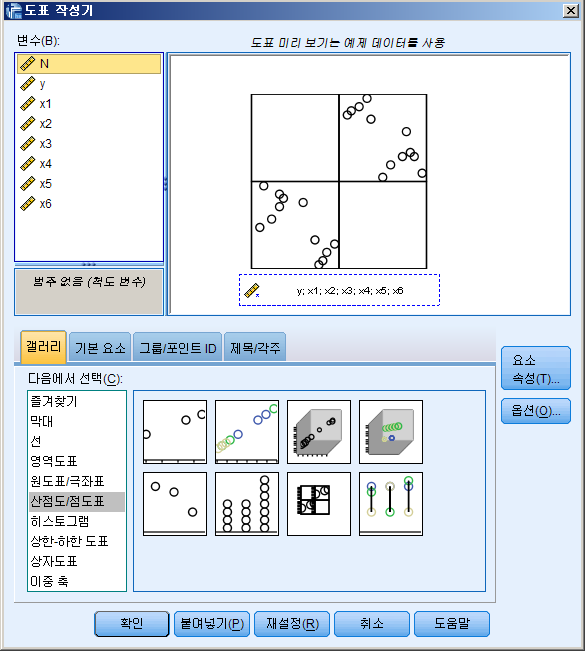 도표 작성기
변수(B):
도표 미리 보기는 예제 데이터를 사용
N
y
x1
x2
x3
x4
x5
x6
범주 없음 (척도 변수)
y; x1; x2; x3; x4; x5; x6
갤러리
기본 요소
그룹/포인트 ID
제목/각주
다음에서 선택(C):
즐겨찾기
막대
선
영역도표
원도표/극좌표
산점도/점도표
히스토그램
상한-하한 도표
상자도표
이중 축
요소
속성(T)...
옵션(O)...
확인
붙여넣기(P)
재설정(R)
취소
도움말